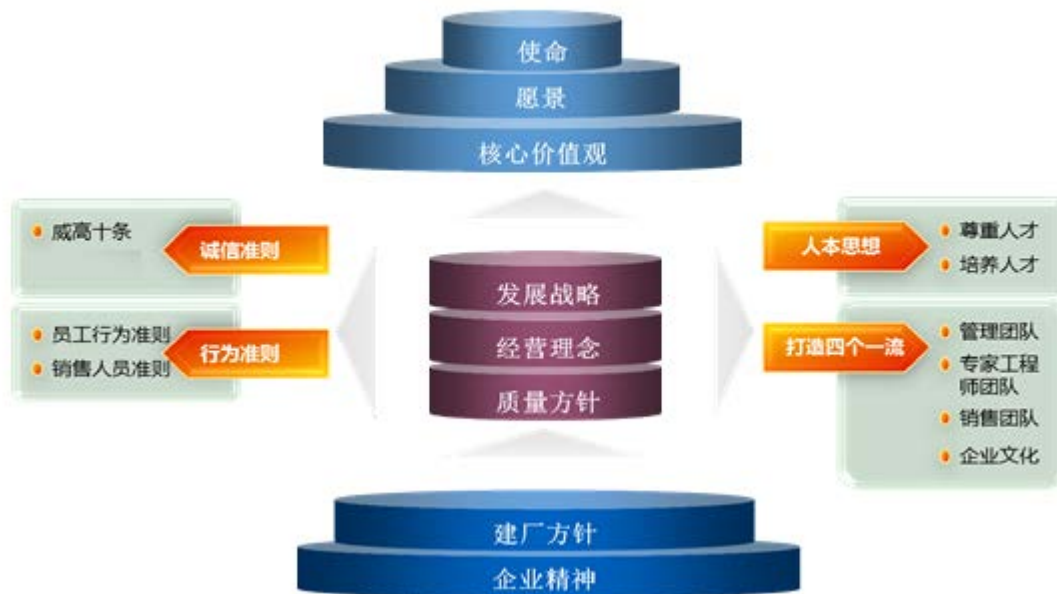 使命
愿景
核心价值观
威高十条
诚信准则
员工行为准则
销售人员准则
行为准则
发展战略
经营理念
质量方针
人本思想
尊重人才
培养人才
打造四个一流
管理团队
专家工程
师团队
销售团队
企业文化
建厂方针
企业精神